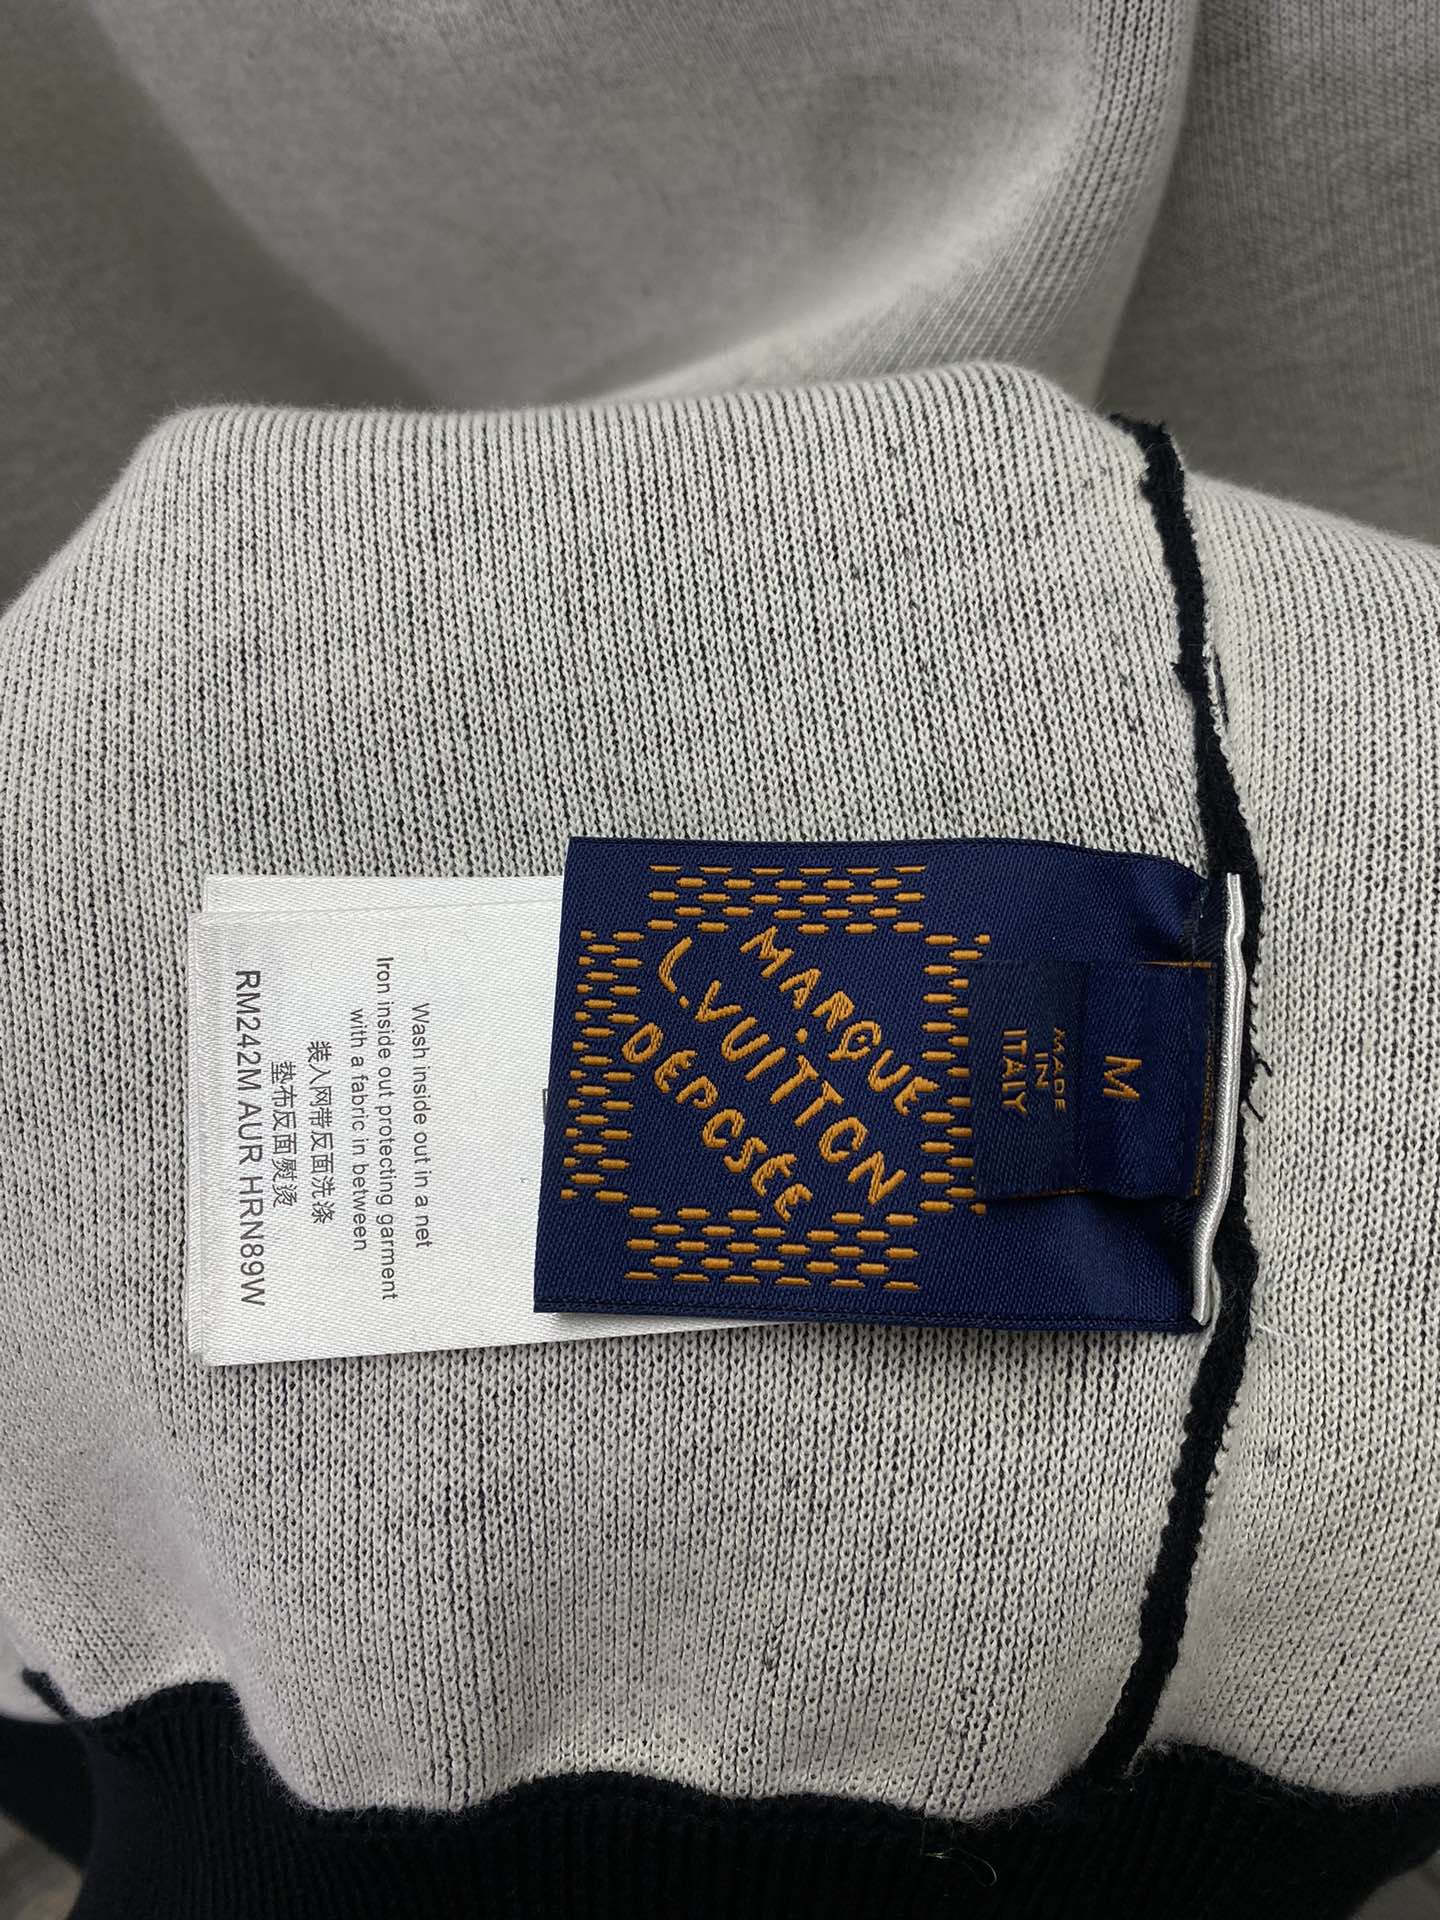 M
MADE
IN
ITALY
MARQUE
L.VUITTON
DÉPOSÉE
Wash inside out in a net
Iron inside out protecting garment
with a fabric in between
装入网带反面洗涤
垫布反面熨烫
RM242M AUR HRN89W